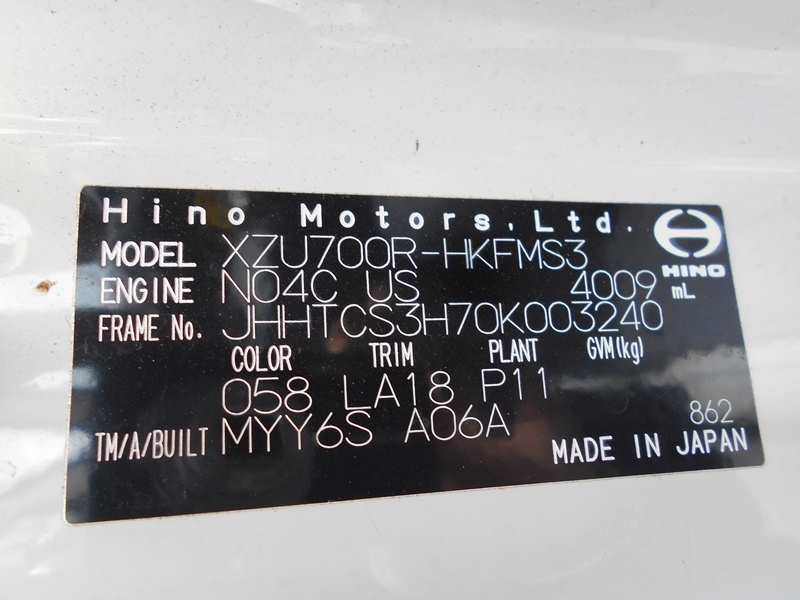 Hino Motors, Ltd.
HINO
MODEL XZU700R-HKFMS3
ENGINE N04C US 4009 mL
FRAME No. JHHTCS3H70K003240
COLOR TRIM PLANT GVM(kg)
058 LA18 P11
862
TM/A/BUILT MYY6S A06A
MADE IN JAPAN